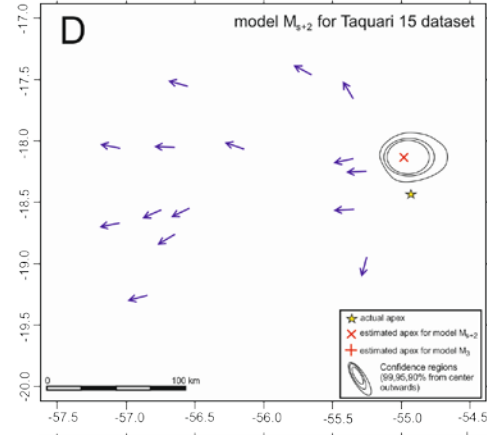 D
model Ms+2 for Taquari 15 dataset
-17.0
-17.5
-18.0
-18.5
-19.0
-19.5
-20.0
actual apex
estimated apex for model Ms+2
estimated apex for model M3
Confidence regions
(99,95,90% from center
outwards)
0 100 km
-57.5 -57.0 -56.5 -56.0 -55.5 -55.0 -54.5